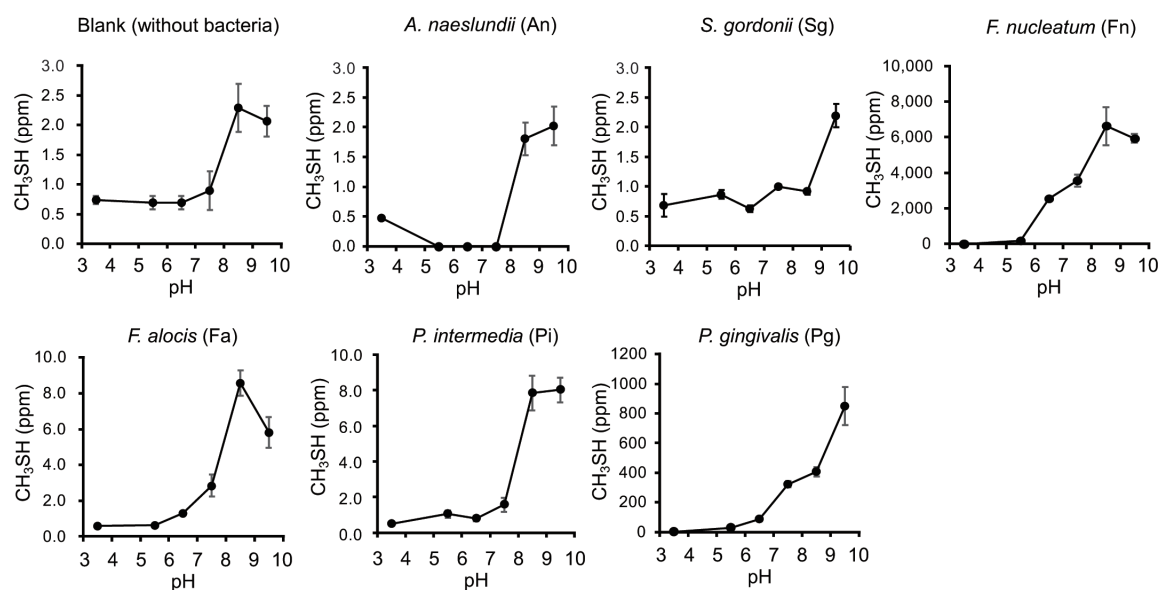 Blank (without bacteria)
CH₃SH (ppm)
3.0
2.5
2.0
1.5
1.0
0.5
0.0
3 4 5 6 7 8 9 10
pH
A. naeslundii (An)
CH₃SH (ppm)
3.0
2.5
2.0
1.5
1.0
0.5
0.0
3 4 5 6 7 8 9 10
pH
S. gordonii (Sg)
CH₃SH (ppm)
3.0
2.5
2.0
1.5
1.0
0.5
0.0
3 4 5 6 7 8 9 10
pH
F. nucleatum (Fn)
CH₃SH (ppm)
10,000
8,000
6,000
4,000
2,000
0
3 4 5 6 7 8 9 10
pH
F. alocis (Fa)
CH₃SH (ppm)
10.0
8.0
6.0
4.0
2.0
0.0
3 4 5 6 7 8 9 10
pH
P. intermedia (Pi)
CH₃SH (ppm)
10.0
8.0
6.0
4.0
2.0
0.0
3 4 5 6 7 8 9 10
pH
P. gingivalis (Pg)
CH₃SH (ppm)
1200
1000
800
600
400
200
0
3 4 5 6 7 8 9 10
pH